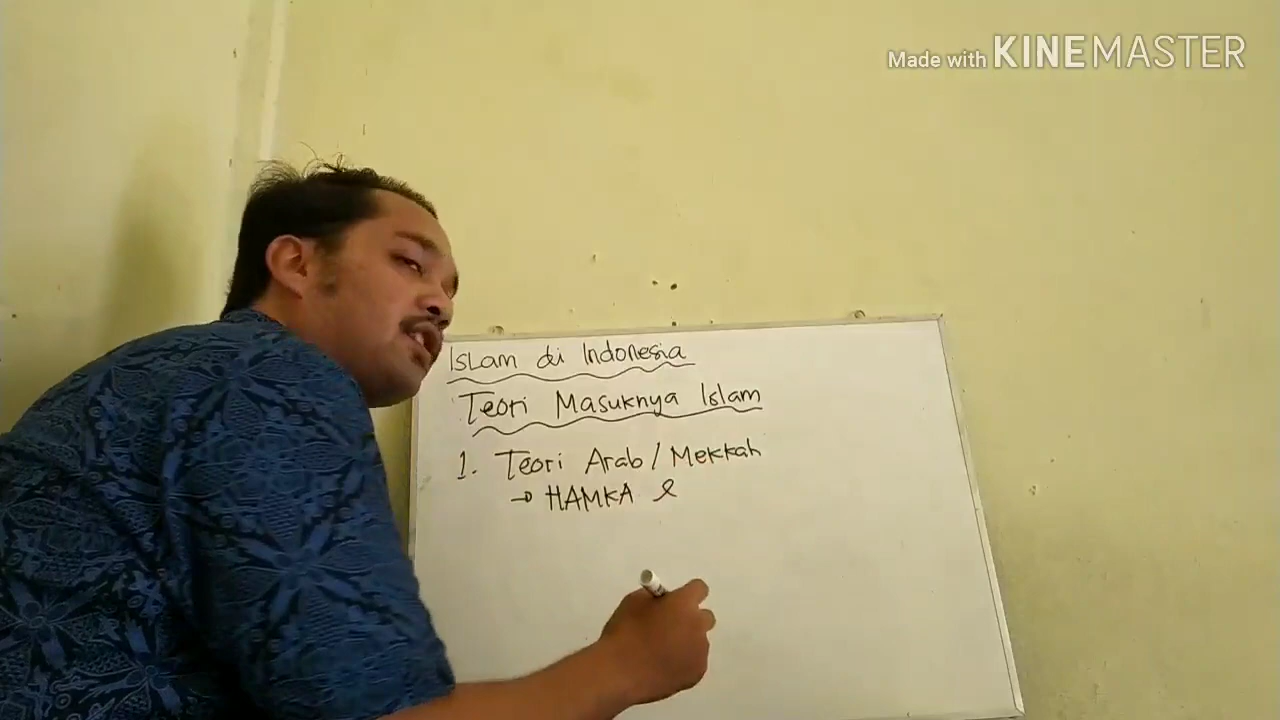 Made with KINEMASTER
Islam di Indonesia
Teori Masuknya Islam
1. Teori Arab / Mekkah
→ HAMKA &